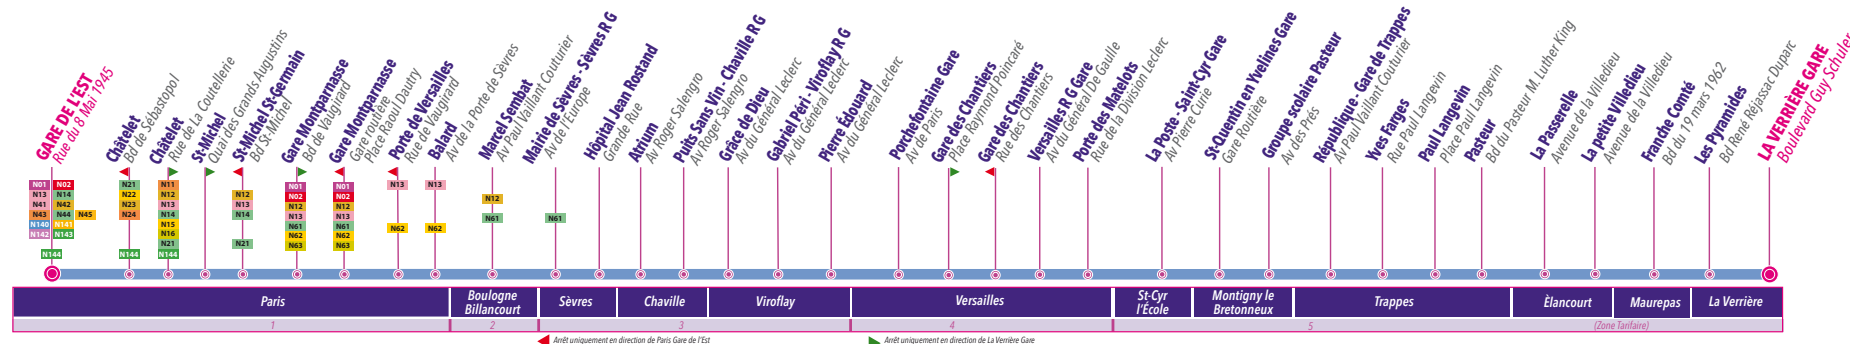 GARE DE L'EST
Rue du 8 Mai 1945
Châtelet
Bd de Sébastopol
Châtelet
Rue de La Coutellerie
St-Michel
Quai des Grands Augustins
St-Michel St-Germain
Bd St-Michel
Gare Montparnasse
Bd de Vaugirard
Gare Montparnasse
Gare routière
Place Raoul Dautry
Porte de Versailles
Rue de Vaugirard
Balard
Av de la Porte de Sèvres
Marcel Sembat
Av Paul Vaillant Couturier
Mairie de Sèvres - Sèvres R G
Av de l'Europe
Hôpital Jean Rostand
Grande Rue
Atrium
Av Roger Salengro
Puits Sans Vin - Chaville R G
Av Roger Salengro
Grâce de Dieu
Av du Général Leclerc
Gabriel Péri - Viroflay R G
Av du Général Leclerc
Pierre Édouard
Av du Général Leclerc
Porchefontaine Gare
Av de Paris
Gare des Chantiers
Place Raymond Poincaré
Gare des Chantiers
Rue des Chantiers
Versailles R G Gare
Av du Général De Gaulle
Porte des Matelots
Rue de la Division Leclerc
La Poste - Saint-Cyr Gare
Av Pierre Curie
St-Quentin en Yvelines Gare
Gare Routière
Groupe scolaire Pasteur
Av des Prés
République - Gare de Trappes
Av Paul Vaillant Couturier
Yves Farges
Rue Paul Langevin
Paul Langevin
Place Paul Langevin
Pasteur
Bd du Pasteur M. Luther King
La Passerelle
Avenue de la Villedieu
La petite Villedieu
Avenue de la Villedieu
Franche Comté
Bd du 19 mars 1962
Les Pyramides
Bd René Réjassac Duparc
LA VERRIÈRE GARE
Boulevard Guy Schuler
N01 N02
N13 N14
N41 N42
N43 N44 N45
N140 N141
N142 N143
N144
N21
N22
N23
N24
N144
N11
N12
N13
N14
N15
N16
N21
N144
N12
N13
N14
N21
N01
N02
N12
N13
N61
N62
N63
N01
N02
N12
N13
N61
N62
N63
N13
N62
N13
N62
N12
N61
N61
Paris
Boulogne
Billancourt
Sèvres
Chaville
Viroflay
Versailles
St-Cyr
l'École
Montigny le
Bretonneux
Trappes
Èlancourt
Maurepas
La Verrière
1
2
3
4
5
(Zone Tarifaire)
Arrêt uniquement en direction de Paris Gare de l'Est
Arrêt uniquement en direction de La Verrière Gare